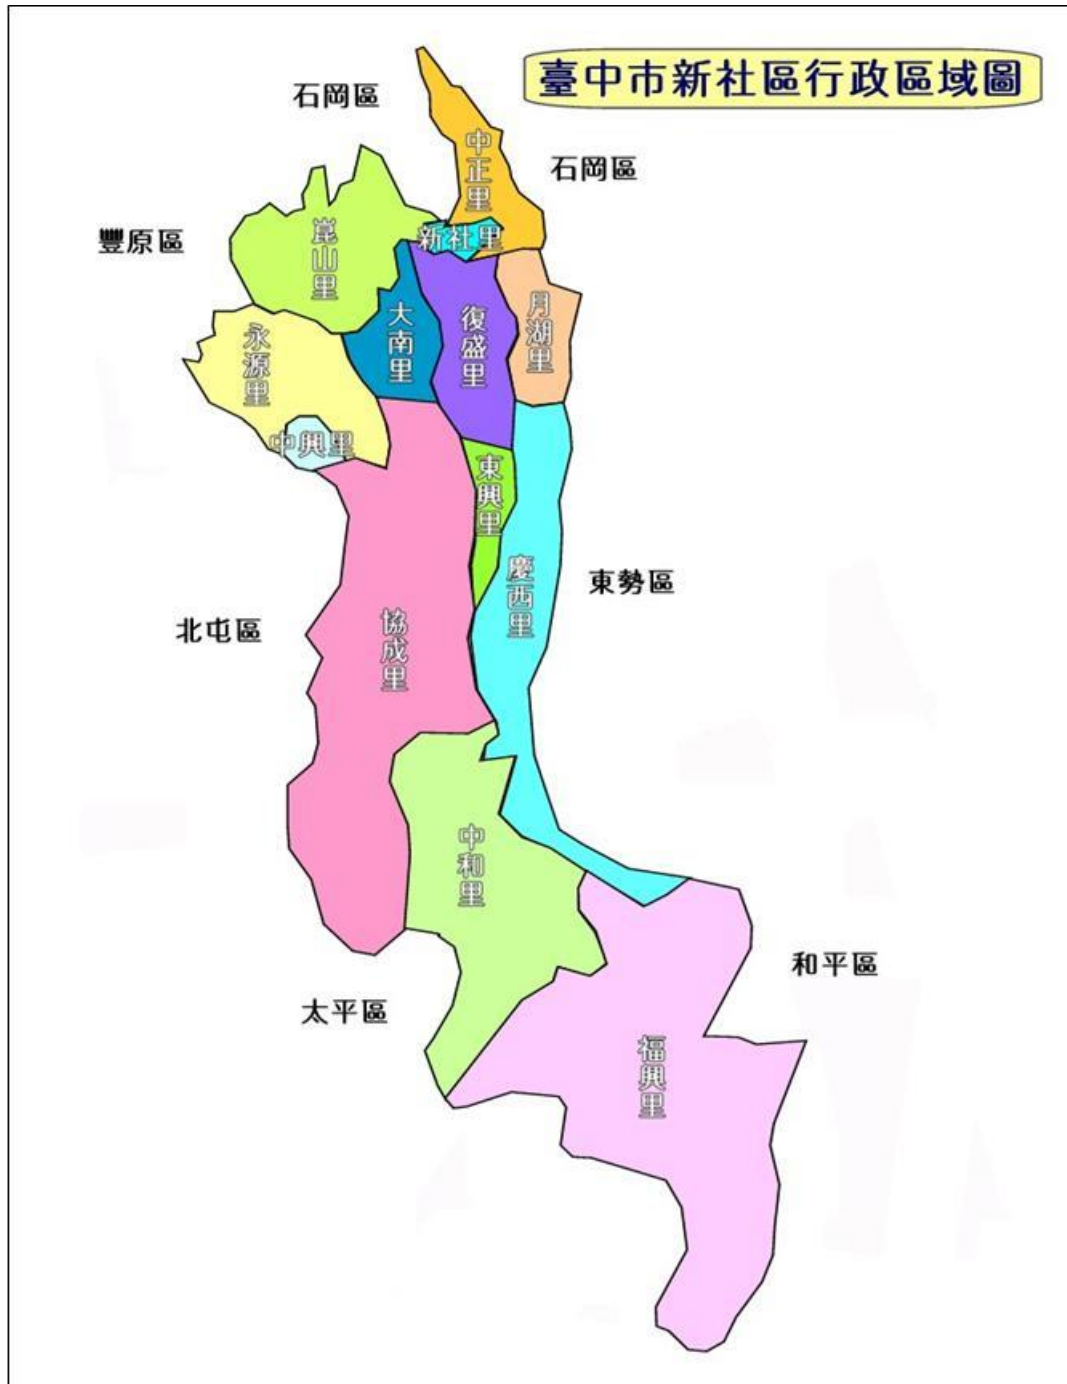 臺中市新社區行政區域圖
石岡區
中正里
石岡區
新社里
豐原區
崑山里
大南里
復盛里
月湖里
永源里
中興里
東興里
慶西里
東勢區
北屯區
協成里
中和里
和平區
太平區
福興里